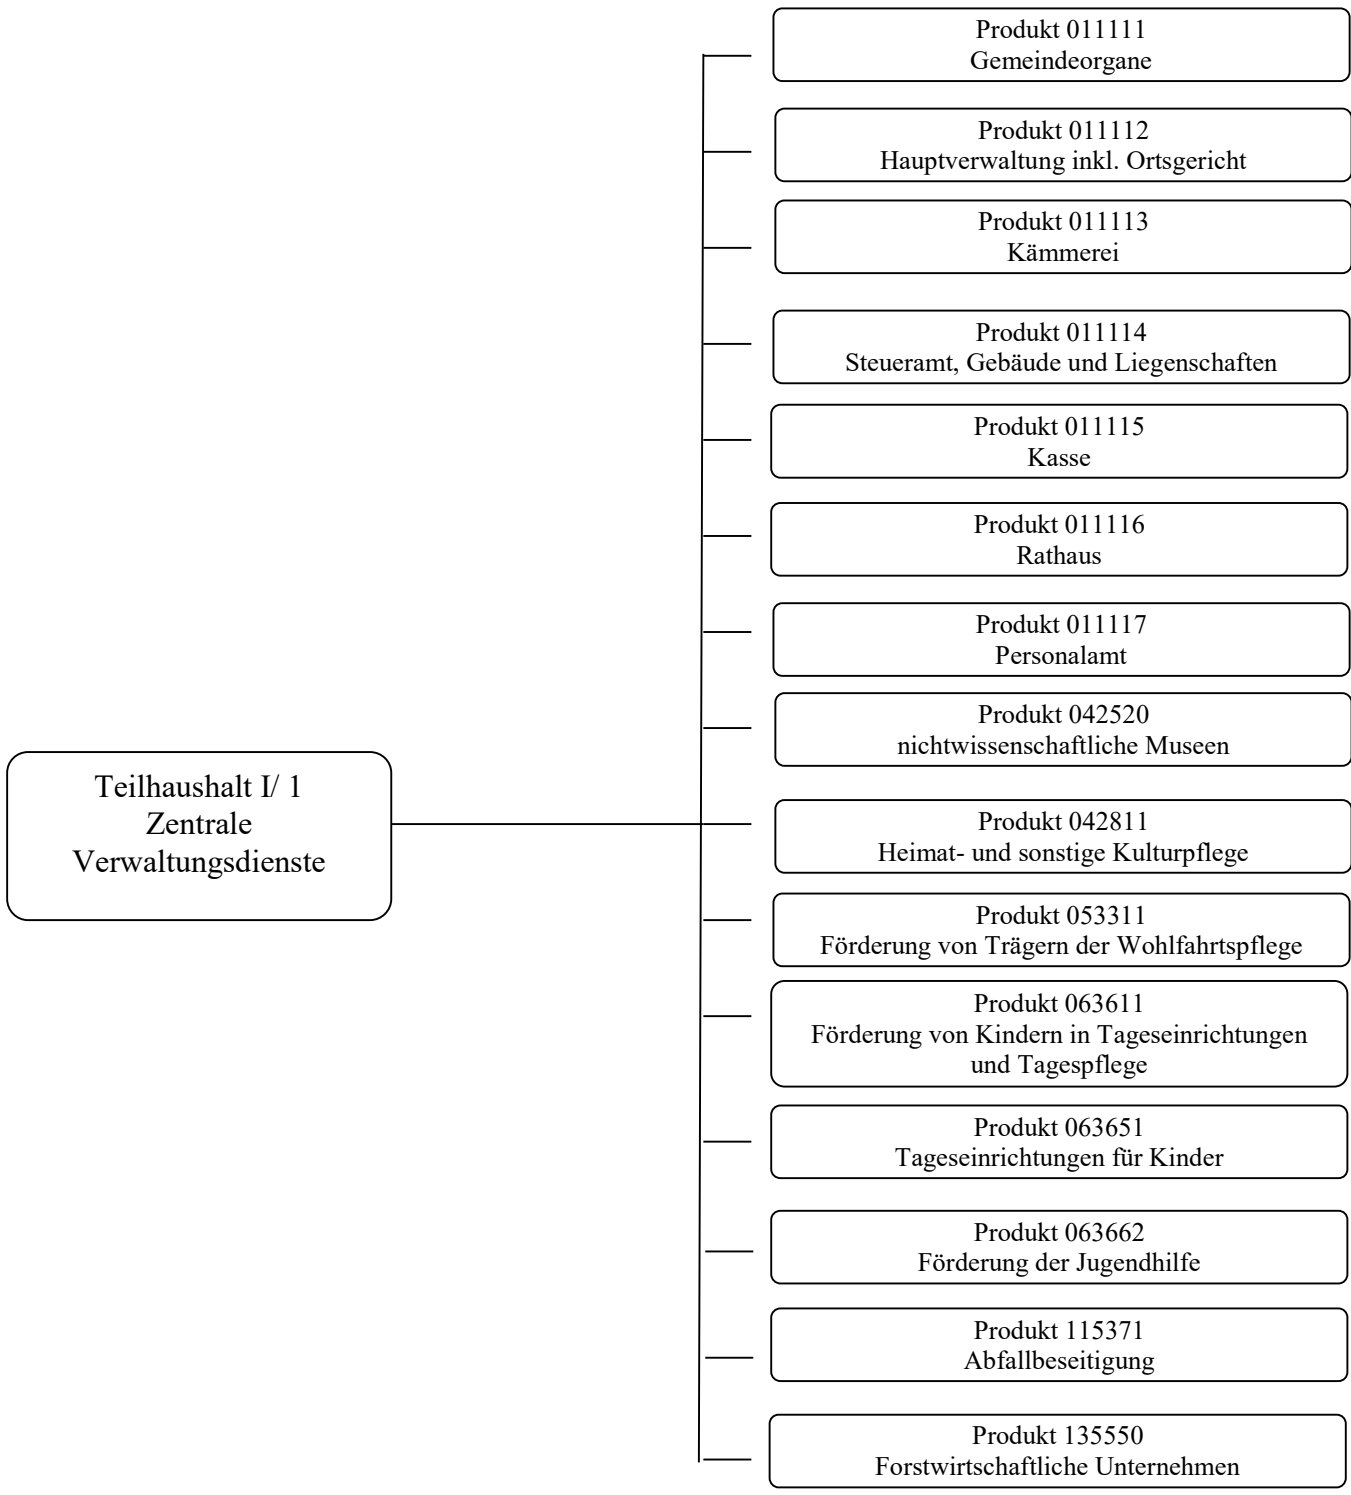 Produkt 011111
Gemeindeorgane
Produkt 011112
Hauptverwaltung inkl. Ortsgericht
Produkt 011113
Kämmerei
Produkt 011114
Steueramt, Gebäude und Liegenschaften
Produkt 011115
Kasse
Produkt 011116
Rathaus
Produkt 011117
Personalamt
Produkt 042520
nichtwissenschaftliche Museen
Teilhaushalt I/ 1
Zentrale
Verwaltungsdienste
Produkt 042811
Heimat- und sonstige Kulturpflege
Produkt 053311
Förderung von Trägern der Wohlfahrtspflege
Produkt 063611
Förderung von Kindern in Tageseinrichtungen
und Tagespflege
Produkt 063651
Tageseinrichtungen für Kinder
Produkt 063662
Förderung der Jugendhilfe
Produkt 115371
Abfallbeseitigung
Produkt 135550
Forstwirtschaftliche Unternehmen